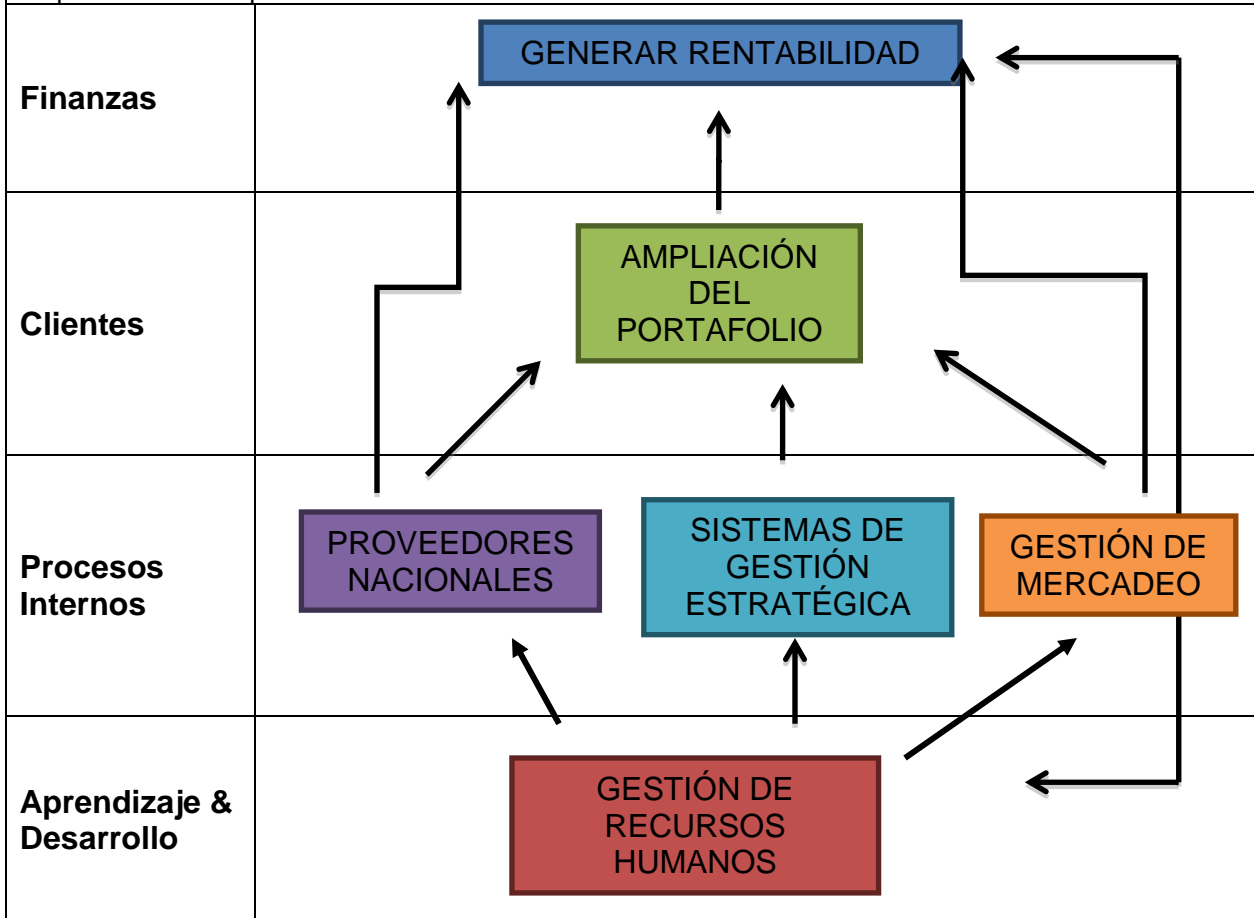 Finanzas
GENERAR RENTABILIDAD
Clientes
AMPLIACIÓN
DEL
PORTAFOLIO
Procesos
Internos
PROVEEDORES
NACIONALES
SISTEMAS DE
GESTIÓN
ESTRATÉGICA
GESTIÓN DE
MERCADEO
Aprendizaje &
Desarrollo
GESTIÓN DE
RECURSOS
HUMANOS